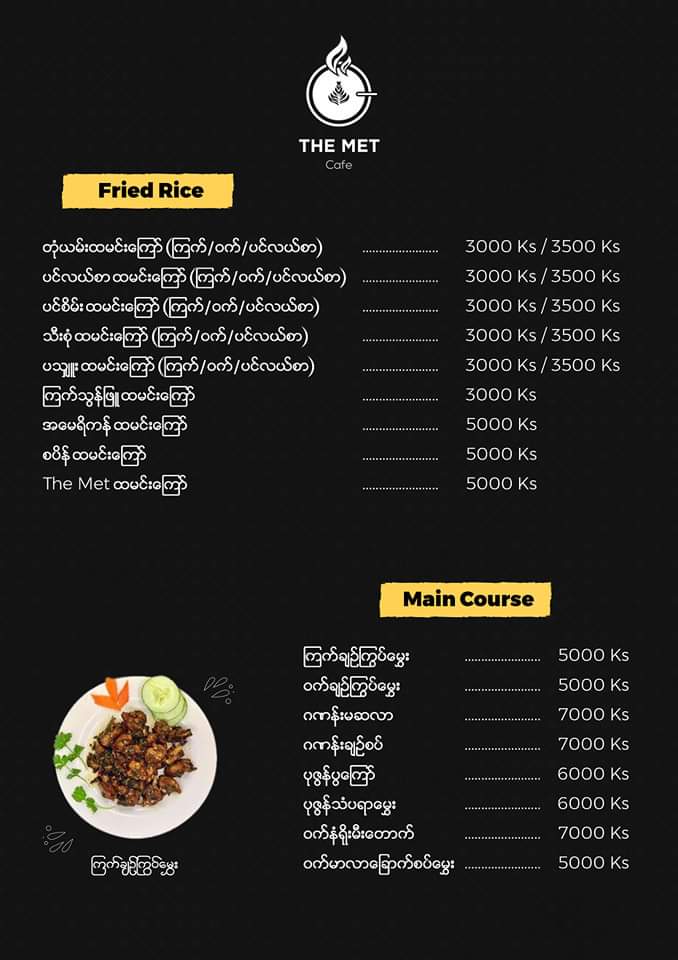 THE MET
Cafe
Fried Rice
တုံယမ်းထမင်းကြော် (ကြက်/ဝက်/ပင်လယ်စာ) ....................... 3000 Ks / 3500 Ks
ပင်လယ်စာ ထမင်းကြော် (ကြက်/ဝက်/ပင်လယ်စာ) ....................... 3000 Ks / 3500 Ks
ပင်စိမ်း ထမင်းကြော် (ကြက်/ဝက်/ပင်လယ်စာ) ....................... 3000 Ks / 3500 Ks
သီးစုံ ထမင်းကြော် (ကြက်/ဝက်/ပင်လယ်စာ) ....................... 3000 Ks / 3500 Ks
ပသျှူး ထမင်းကြော် (ကြက်/ဝက်/ပင်လယ်စာ) ....................... 3000 Ks / 3500 Ks
ကြက်သွန်ဖြူ ထမင်းကြော် ....................... 3000 Ks
အမေရိကန် ထမင်းကြော် ....................... 5000 Ks
စပိန် ထမင်းကြော် ....................... 5000 Ks
The Met ထမင်းကြော် ....................... 5000 Ks
Main Course
ကြက်ချဉ်ကြွပ်မွှေး ....................... 5000 Ks
ဝက်ချဉ်ကြွပ်မွှေး ....................... 5000 Ks
ဂဏန်းမဆလာ ....................... 7000 Ks
ဂဏန်းချဉ်စပ် ....................... 7000 Ks
ပုဇွန်ပွကြော် ....................... 6000 Ks
ပုဇွန်သံပရာမွှေး ....................... 6000 Ks
ဝက်နံရိုးမီးတောက် ....................... 7000 Ks
ဝက်မာလာခြောက်စပ်မွှေး ....................... 5000 Ks
ကြက်ချဉ်ကြွပ်မွှေး